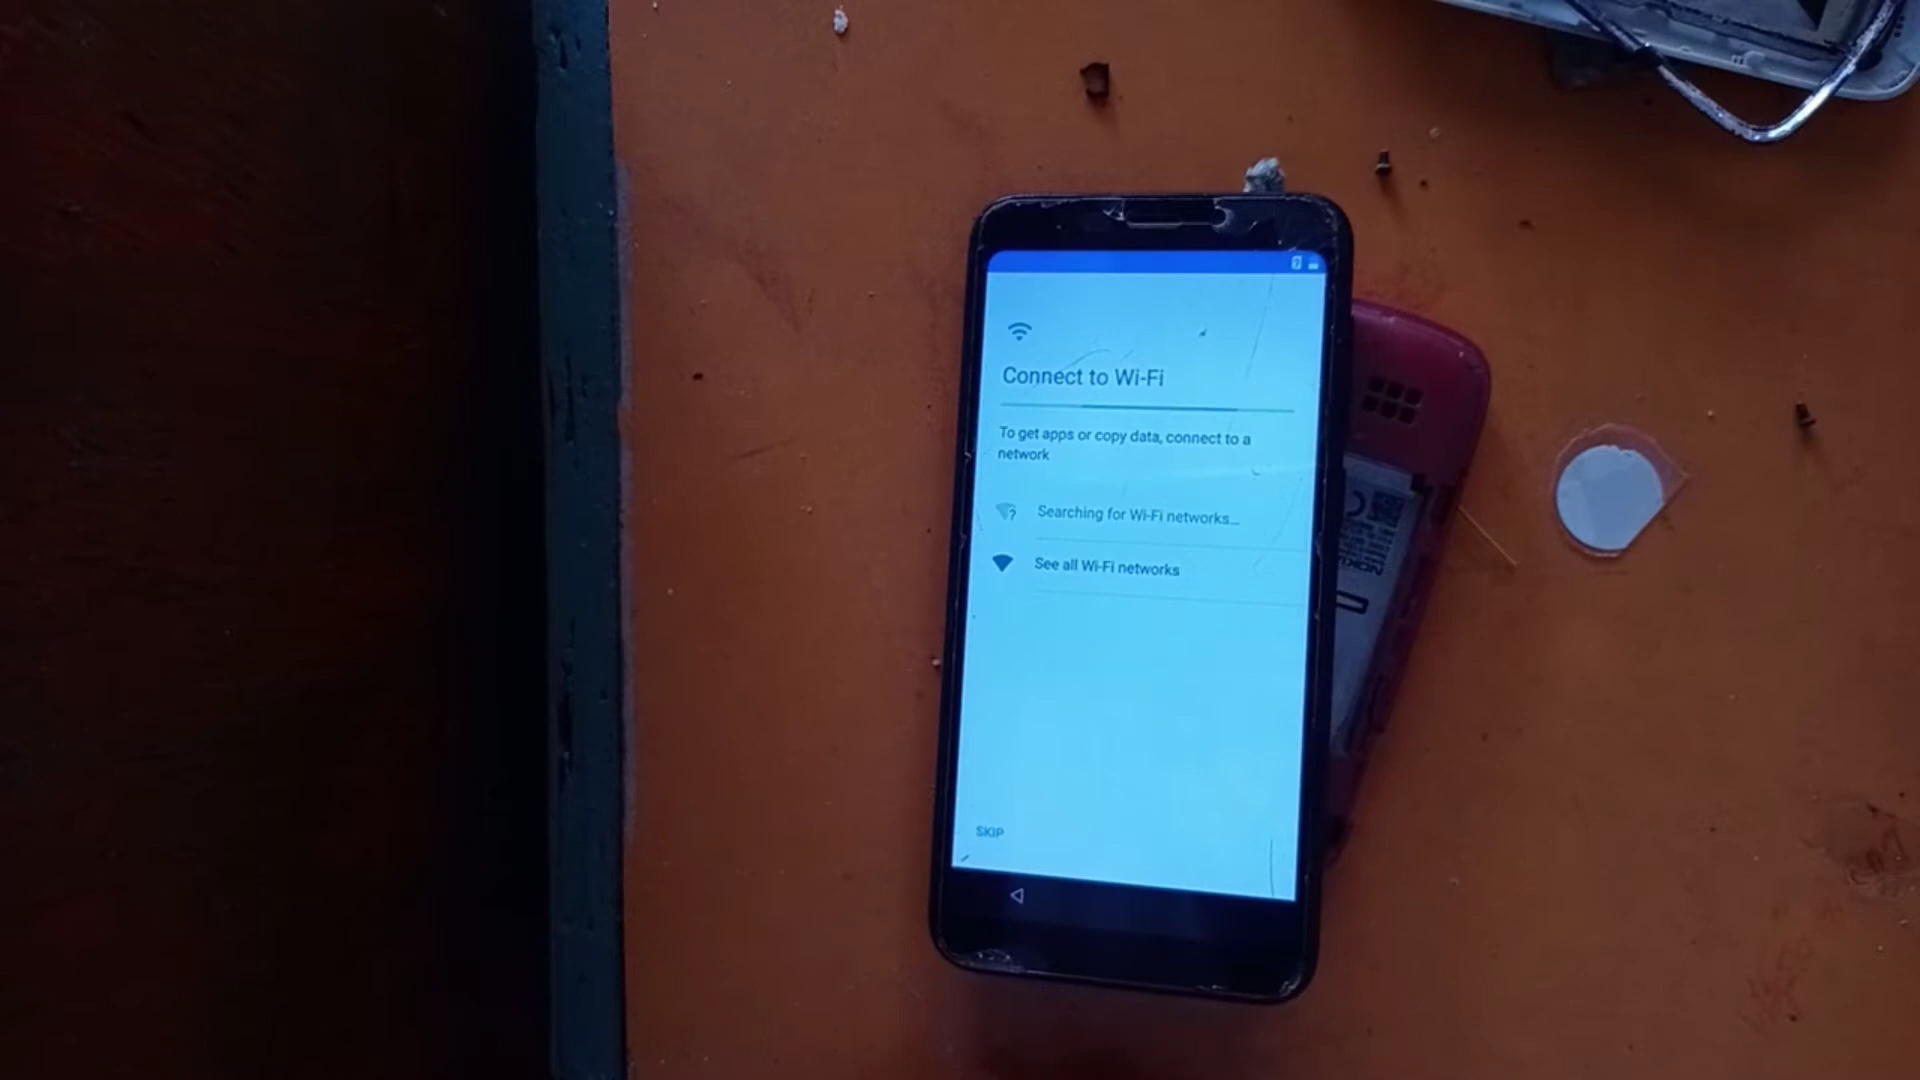 Connect to Wi-Fi
To get apps or copy data, connect to a
network
Searching for Wi-Fi networks...
See all Wi-Fi networks
SKIP
NOKIA